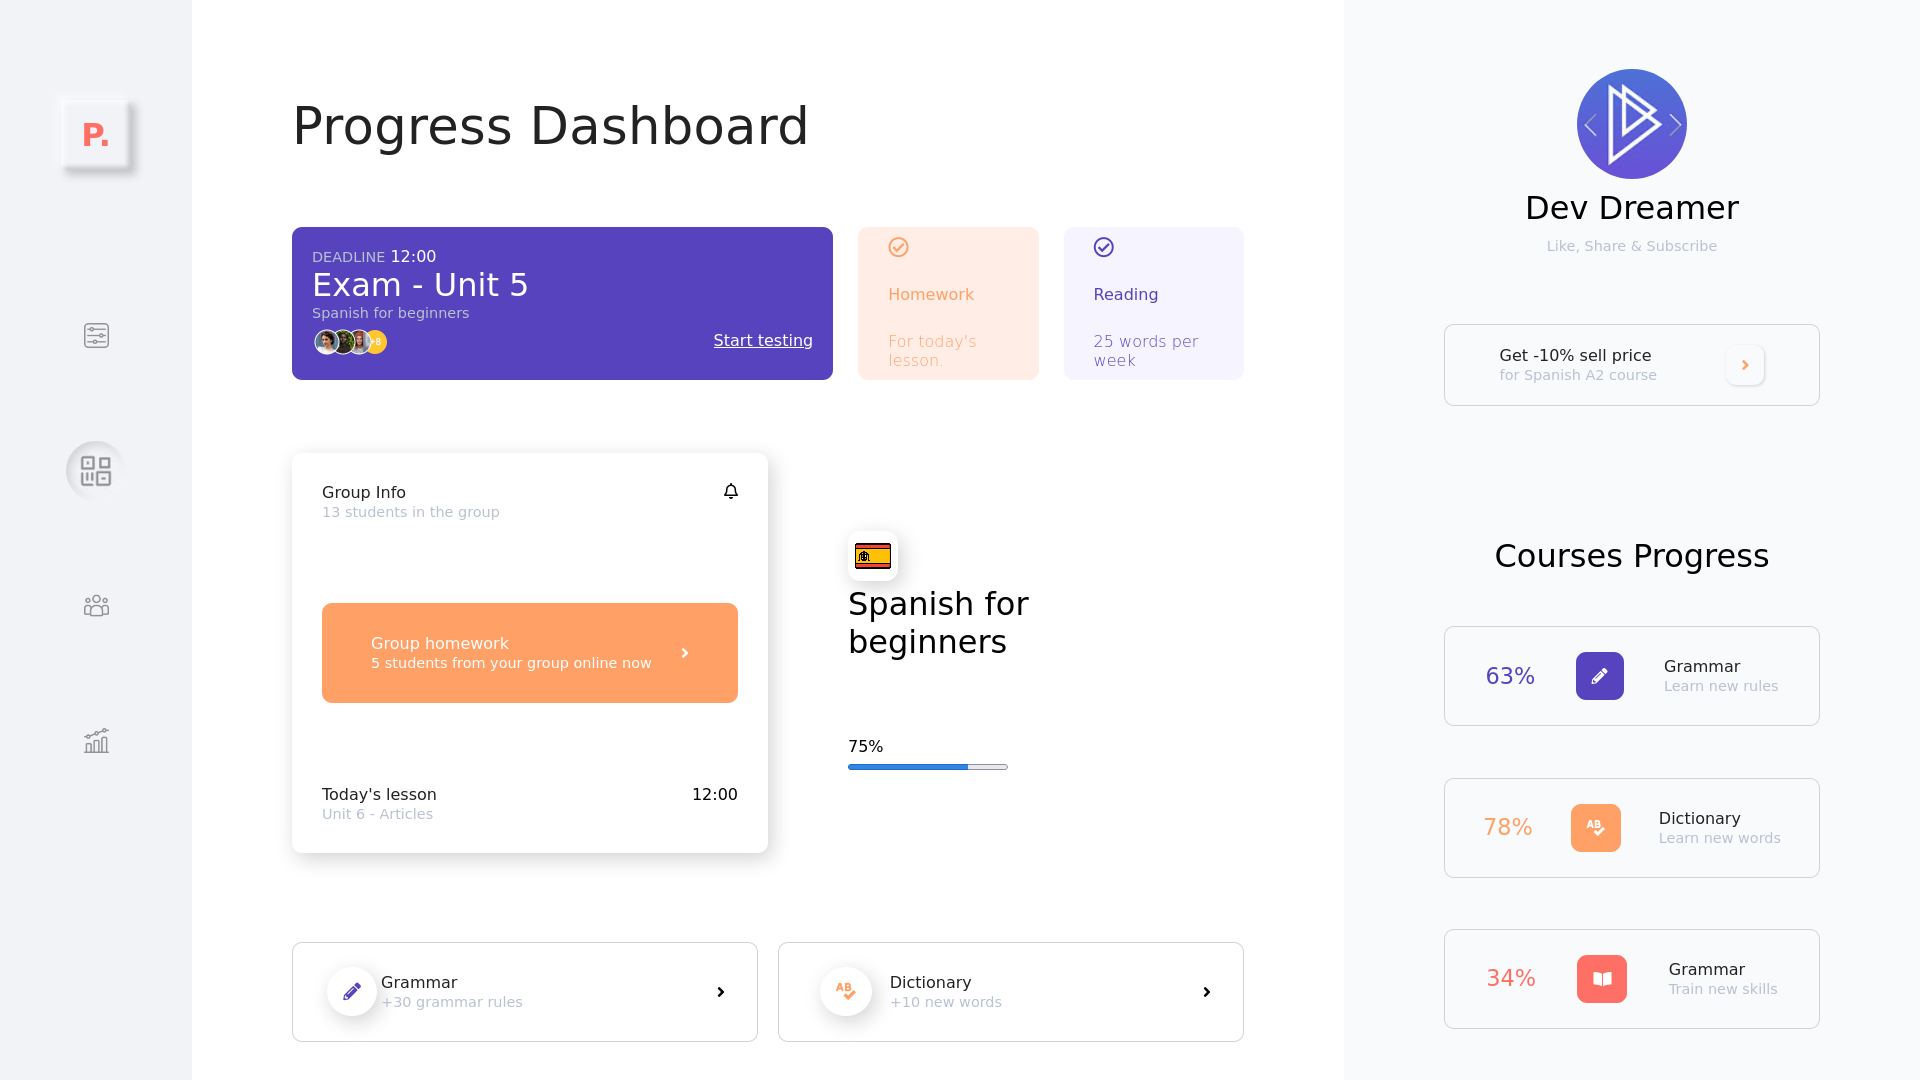 P.
Progress Dashboard
DEADLINE 12:00
Exam - Unit 5
Spanish for beginners
+8
Start testing
Homework
For today's
lesson.
Reading
25 words per
week
Group Info
13 students in the group
Group homework
5 students from your group online now
Today's lesson
12:00
Unit 6 - Articles
Spanish for
beginners
75%
Grammar
+30 grammar rules
AB
Dictionary
+10 new words
Dev Dreamer
Like, Share & Subscribe
Get -10% sell price
for Spanish A2 course
Courses Progress
63%
Grammar
Learn new rules
78%
AB
Dictionary
Learn new words
34%
Grammar
Train new skills